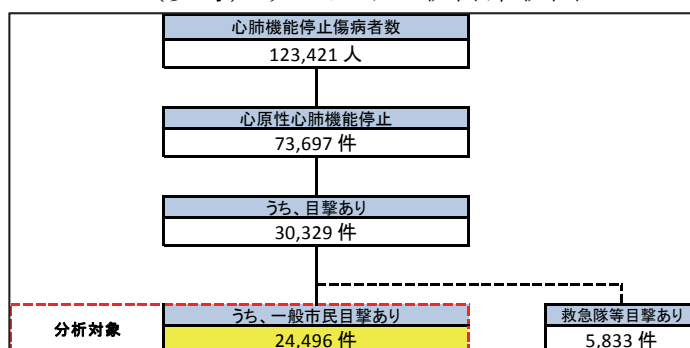 心肺機能停止傷病者数
123,421 人
心原性心肺機能停止
73,697 件
うち、目撃あり
30,329 件
分析対象
うち、一般市民目撃あり
24,496 件
救急隊等目撃あり
5,833 件